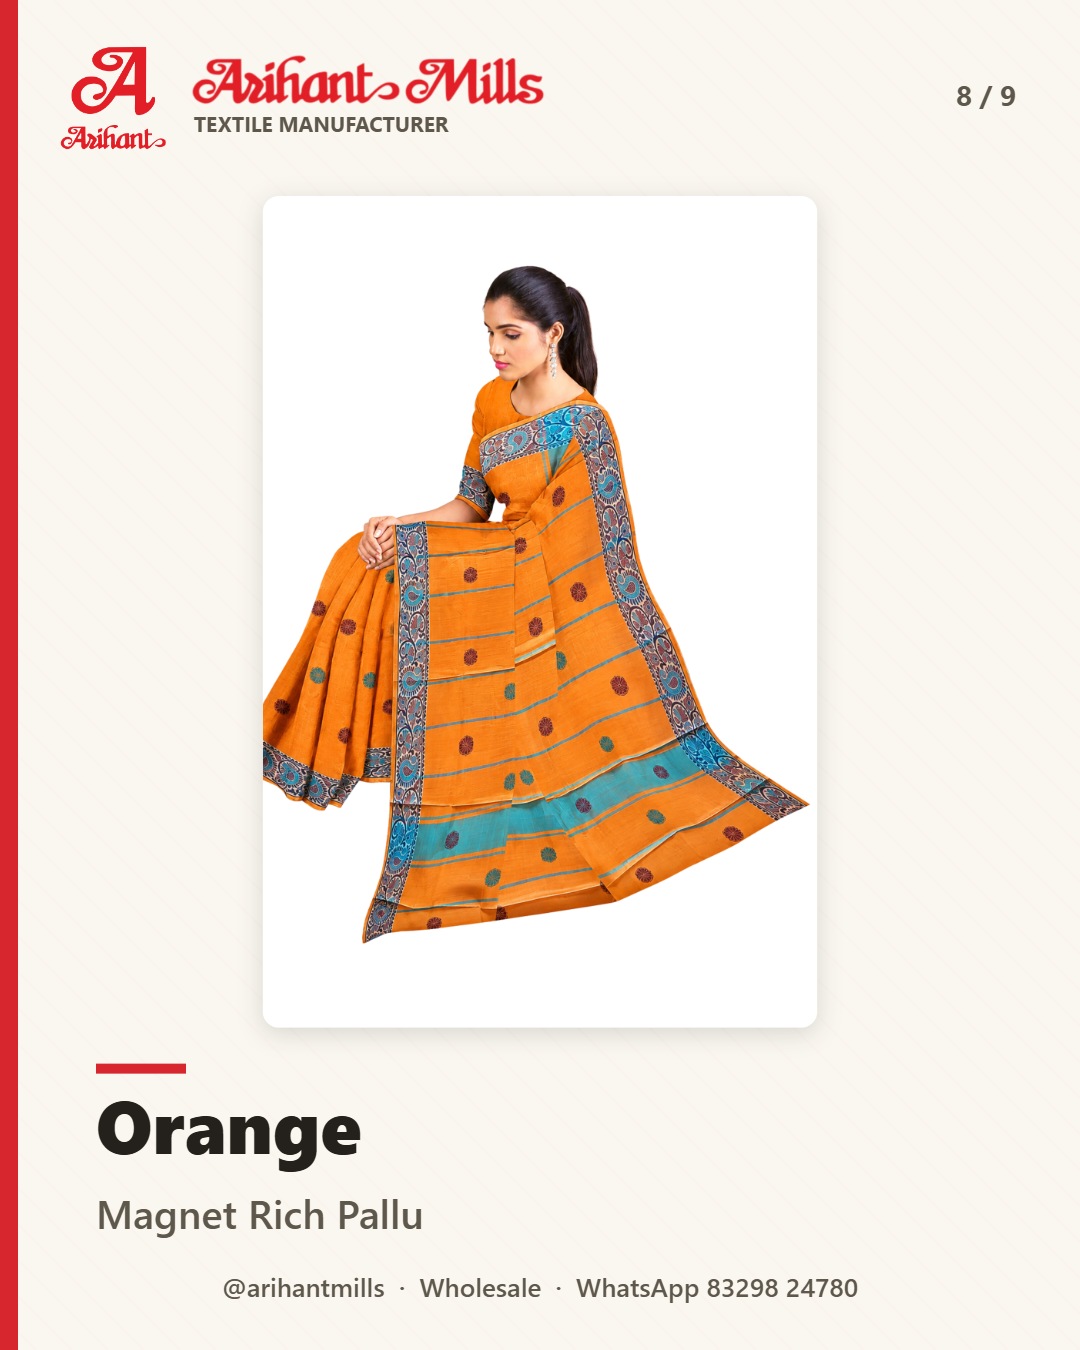 A
Arihant
Arihant Mills
TEXTILE MANUFACTURER
8 / 9
Orange
Magnet Rich Pallu
@arihantmills · Wholesale · WhatsApp 83298 24780